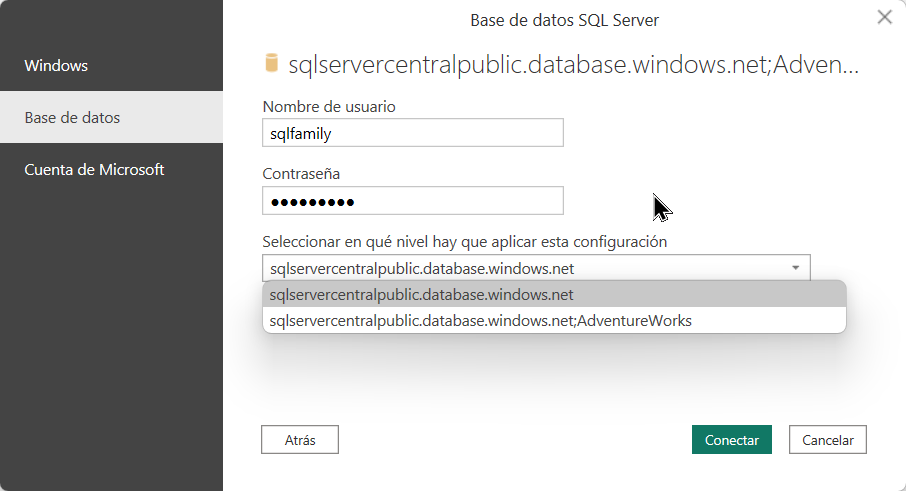 Base de datos SQL Server
Windows
Base de datos
Cuenta de Microsoft
sqlservercentralpublic.database.windows.net;Adven...
Nombre de usuario
sqlfamily
Contraseña
●●●●●●●●●
Seleccionar en qué nivel hay que aplicar esta configuración
sqlservercentralpublic.database.windows.net
sqlservercentralpublic.database.windows.net
sqlservercentralpublic.database.windows.net;AdventureWorks
Atrás
Conectar
Cancelar